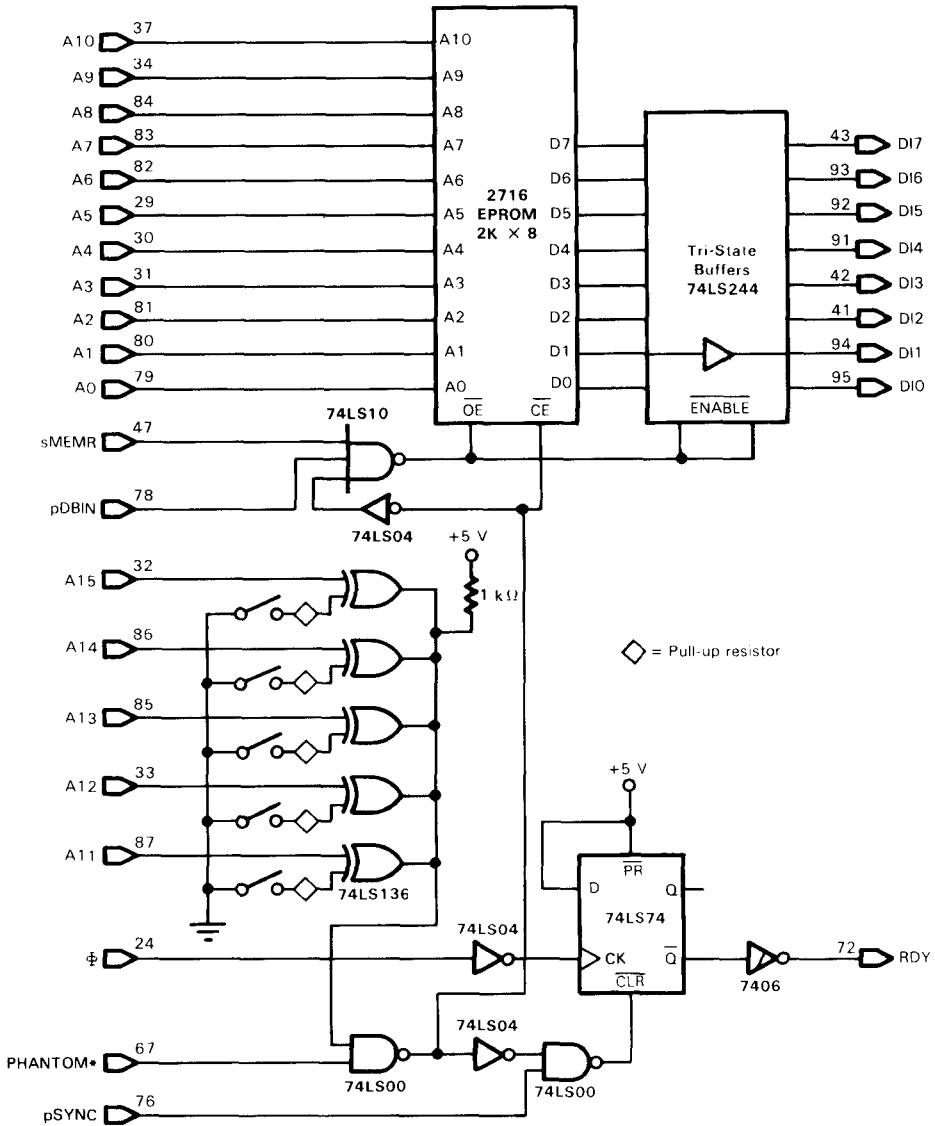 A10 37 A10
A9 34 A9
A8 84 A8
A7 83 A7 D7 43 DI7
A6 82 A6 D6 93 DI6
2716
EPROM
2K × 8
A5 29 A5 D5 92 DI5
A4 30 A4 D4 91 DI4
Tri-State
Buffers
74LS244
A3 31 A3 D3 42 DI3
A2 81 A2 D2 41 DI2
A1 80 A1 D1 94 DI1
A0 79 A0 D0 95 DI0
OE CE ENABLE
74LS10
sMEMR 47
pDBIN 78
74LS04
+5 V
1 kΩ
A15 32
A14 86
◇ = Pull-up resistor
A13 85
A12 33
+5 V
A11 87
74LS136
PR
D Q
74LS74
Φ 24 74LS04 CK Q 72 RDY
CLR
7406
74LS04
PHANTOM* 67
74LS00
74LS00
pSYNC 76